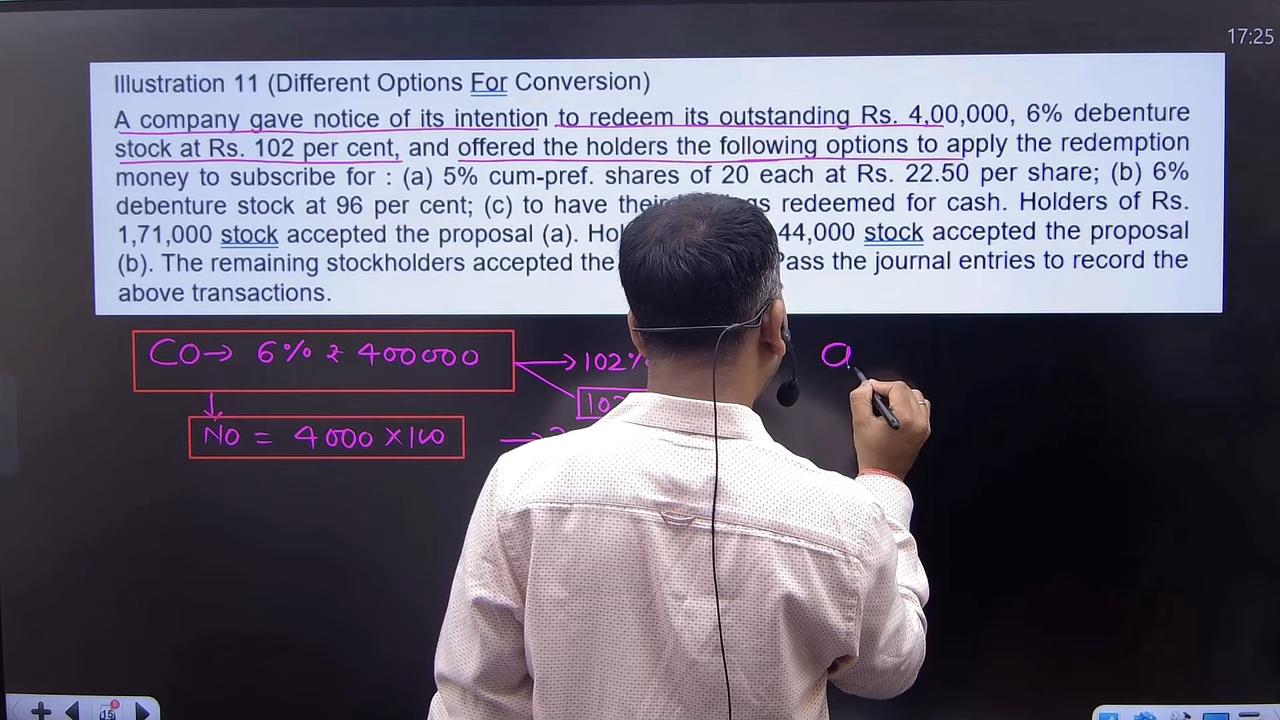 17:25
Illustration 11 (Different Options For Conversion)
A company gave notice of its intention to redeem its outstanding Rs. 4,00,000, 6% debenture
stock at Rs. 102 per cent, and offered the holders the following options to apply the redemption
money to subscribe for : (a) 5% cum-pref. shares of 20 each at Rs. 22.50 per share; (b) 6%
debenture stock at 96 per cent; (c) to have their redeemed for cash. Holders of Rs.
1,71,000 stock accepted the proposal (a). 44,000 stock accepted the proposal
(b). The remaining stockholders accepted the Pass the journal entries to record the
above transactions.
CO→ 6% ₹ 400000 → 102%
a
NO = 4000 × 100 →
15